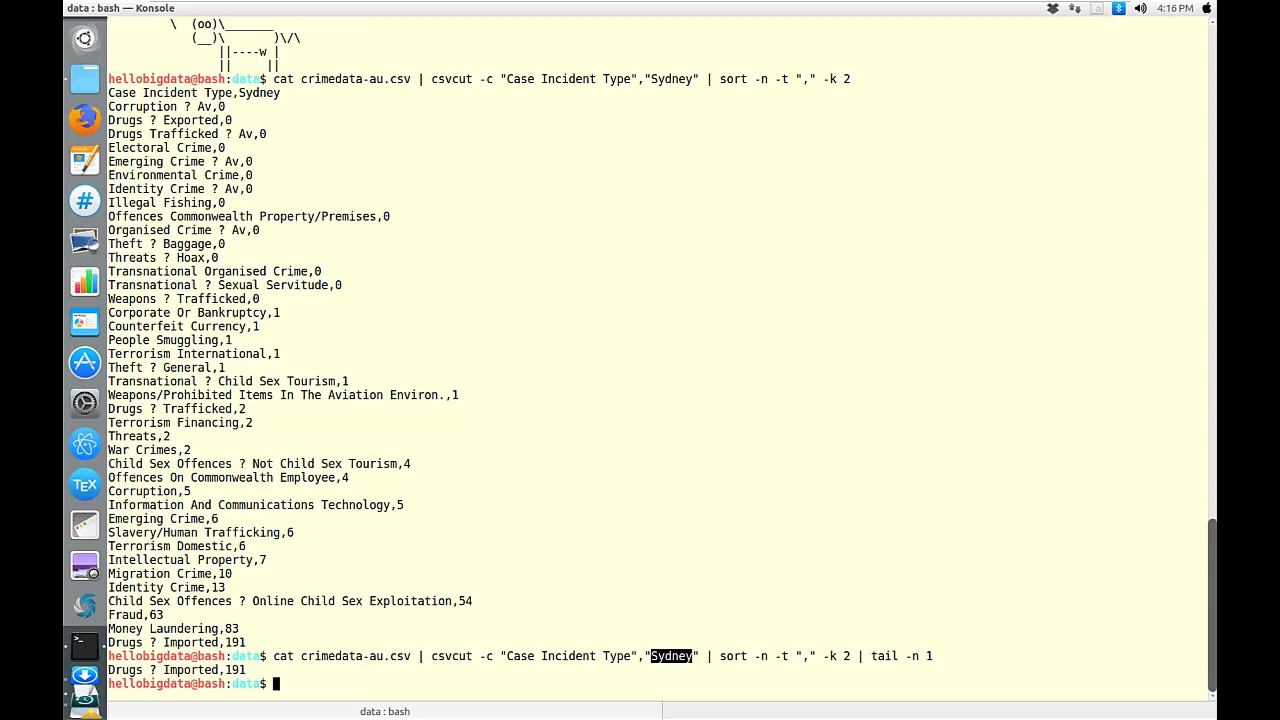 data : bash — Konsole
4:16 PM
\  (oo)\_______
(__)\       )\/\
||----w |
||     ||
hellobigdata@bash:data$ cat crimedata-au.csv | csvcut -c "Case Incident Type","Sydney" | sort -n -t "," -k 2
Case Incident Type,Sydney
Corruption ? Av,0
Drugs ? Exported,0
Drugs Trafficked ? Av,0
Electoral Crime,0
Emerging Crime ? Av,0
Environmental Crime,0
Identity Crime ? Av,0
Illegal Fishing,0
Offences Commonwealth Property/Premises,0
Organised Crime ? Av,0
Theft ? Baggage,0
Threats ? Hoax,0
Transnational Organised Crime,0
Transnational ? Sexual Servitude,0
Weapons ? Trafficked,0
Corporate Or Bankruptcy,1
Counterfeit Currency,1
People Smuggling,1
Terrorism International,1
Theft ? General,1
Transnational ? Child Sex Tourism,1
Weapons/Prohibited Items In The Aviation Environ.,1
Drugs ? Trafficked,2
Terrorism Financing,2
Threats,2
War Crimes,2
Child Sex Offences ? Not Child Sex Tourism,4
Offences On Commonwealth Employee,4
Corruption,5
Information And Communications Technology,5
Emerging Crime,6
Slavery/Human Trafficking,6
Terrorism Domestic,6
Intellectual Property,7
Migration Crime,10
Identity Crime,13
Child Sex Offences ? Online Child Sex Exploitation,54
Fraud,63
Money Laundering,83
Drugs ? Imported,191
hellobigdata@bash:data$ cat crimedata-au.csv | csvcut -c "Case Incident Type","Sydney" | sort -n -t "," -k 2 | tail -n 1
Drugs ? Imported,191
hellobigdata@bash:data$
data : bash
#
TEX
>_
a